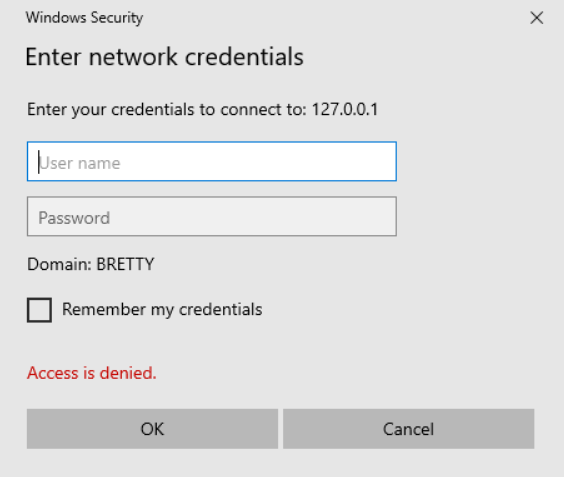 Windows Security
Enter network credentials
Enter your credentials to connect to: 127.0.0.1
User name
Password
Domain: BRETTY
Remember my credentials
Access is denied.
OK
Cancel